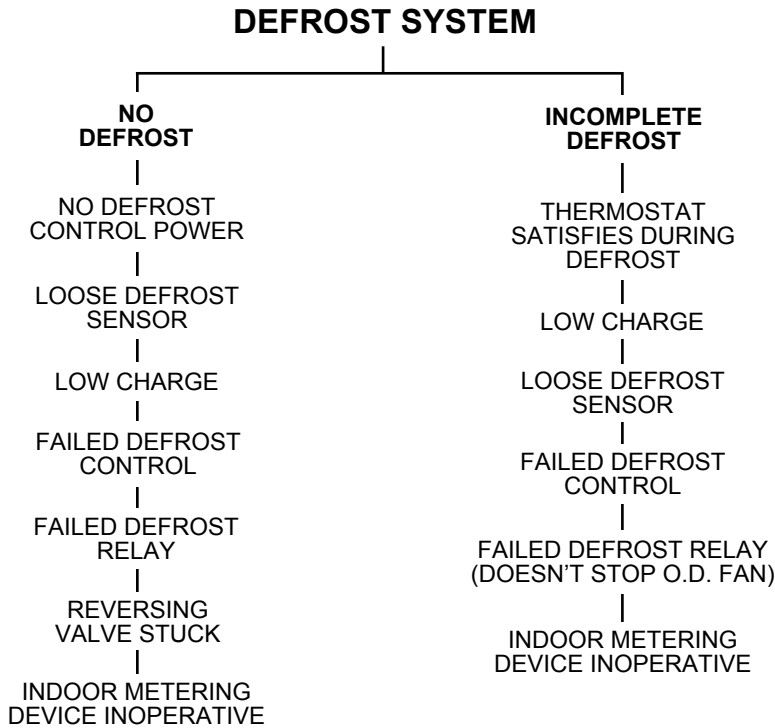 DEFROST SYSTEM
NO
DEFROST
NO DEFROST
CONTROL POWER
LOOSE DEFROST
SENSOR
LOW CHARGE
FAILED DEFROST
CONTROL
FAILED DEFROST
RELAY
REVERSING
VALVE STUCK
INDOOR METERING
DEVICE INOPERATIVE
INCOMPLETE
DEFROST
THERMOSTAT
SATISFIES DURING
DEFROST
LOW CHARGE
LOOSE DEFROST
SENSOR
FAILED DEFROST
CONTROL
FAILED DEFROST RELAY
(DOESN'T STOP O.D. FAN)
INDOOR METERING
DEVICE INOPERATIVE